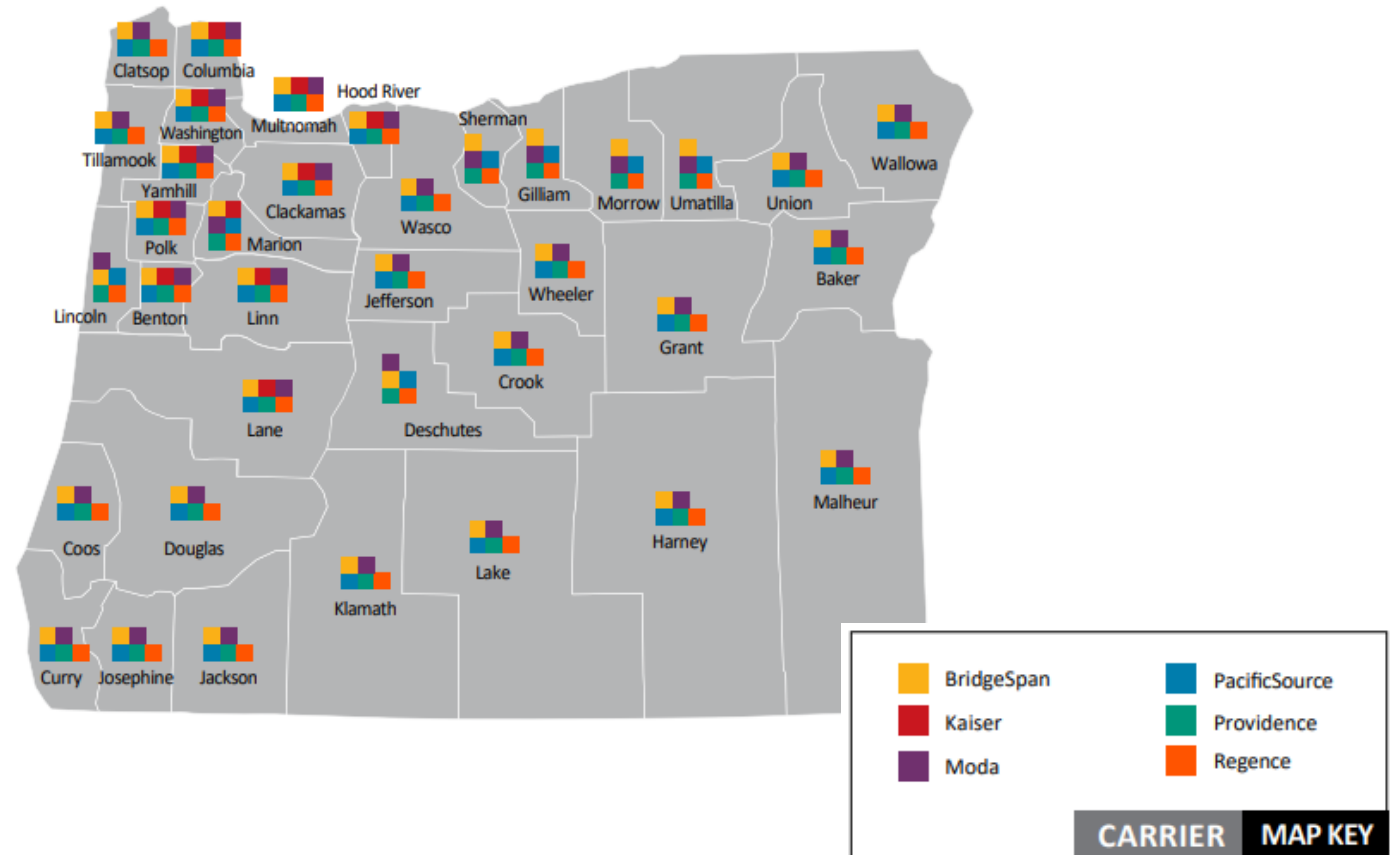 Hood River
Clatsop
Columbia
Sherman
Washington
Multnomah
Tillamook
Wallowa
Yamhill
Clackamas
Gilliam
Morrow
Umatilla
Union
Wasco
Polk
Marion
Baker
Jefferson
Wheeler
Lincoln
Benton
Linn
Grant
Crook
Lane
Deschutes
Malheur
Coos
Douglas
Harney
Lake
Klamath
Curry
Josephine
Jackson
BridgeSpan
PacificSource
Kaiser
Providence
Moda
Regence
CARRIER MAP KEY